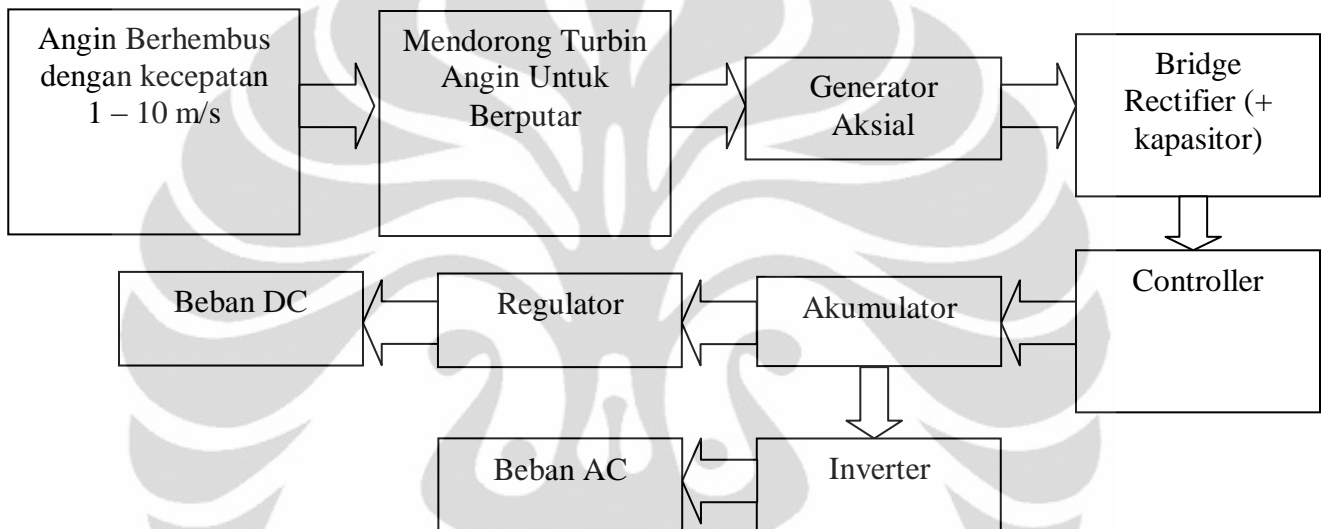 Angin Berhembus
dengan kecepatan
1 – 10 m/s
Mendorong Turbin
Angin Untuk
Berputar
Generator
Aksial
Bridge
Rectifier (+
kapasitor)
Controller
Akumulator
Regulator
Beban DC
Inverter
Beban AC